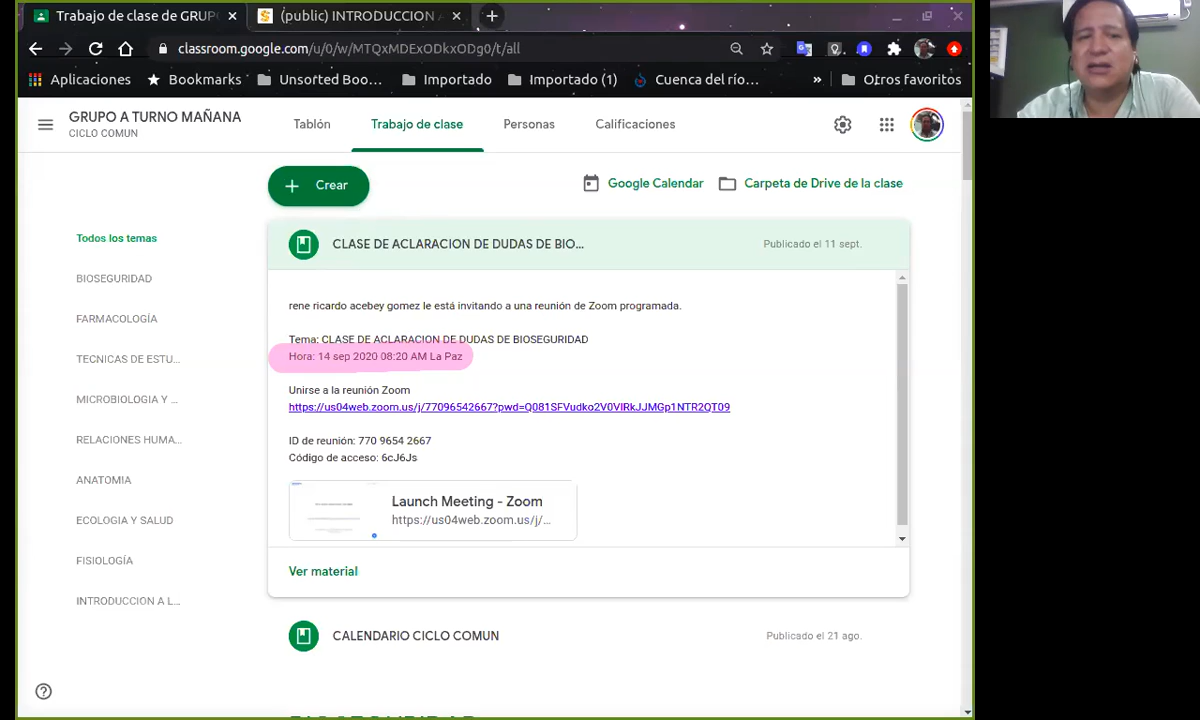 Trabajo de clase de GRUP
(public) INTRODUCCION A
classroom.google.com/u/0/w/MTQxMDExODkxODg0/t/all
Aplicaciones
Bookmarks
Unsorted Boo...
Importado
Importado (1)
Cuenca del río...
»
Otros favoritos
GRUPO A TURNO MAÑANA
CICLO COMUN
Tablón
Trabajo de clase
Personas
Calificaciones
+ Crear
Google Calendar
Carpeta de Drive de la clase
Todos los temas
BIOSEGURIDAD
FARMACOLOGÍA
TECNICAS DE ESTU...
MICROBIOLOGIA Y ...
RELACIONES HUMA...
ANATOMIA
ECOLOGIA Y SALUD
FISIOLOGÍA
INTRODUCCION A L...
CLASE DE ACLARACION DE DUDAS DE BIO...
Publicado el 11 sept.
rene ricardo acebey gomez le está invitando a una reunión de Zoom programada.
Tema: CLASE DE ACLARACION DE DUDAS DE BIOSEGURIDAD
Hora: 14 sep 2020 08:20 AM La Paz
Unirse a la reunión Zoom
https://us04web.zoom.us/j/77096542667?pwd=Q081SFVudko2V0VIRkJJMGp1NTR2QT09
ID de reunión: 770 9654 2667
Código de acceso: 6cJ6Js
Launch Meeting - Zoom
https://us04web.zoom.us/j/...
Ver material
CALENDARIO CICLO COMUN
Publicado el 21 ago.